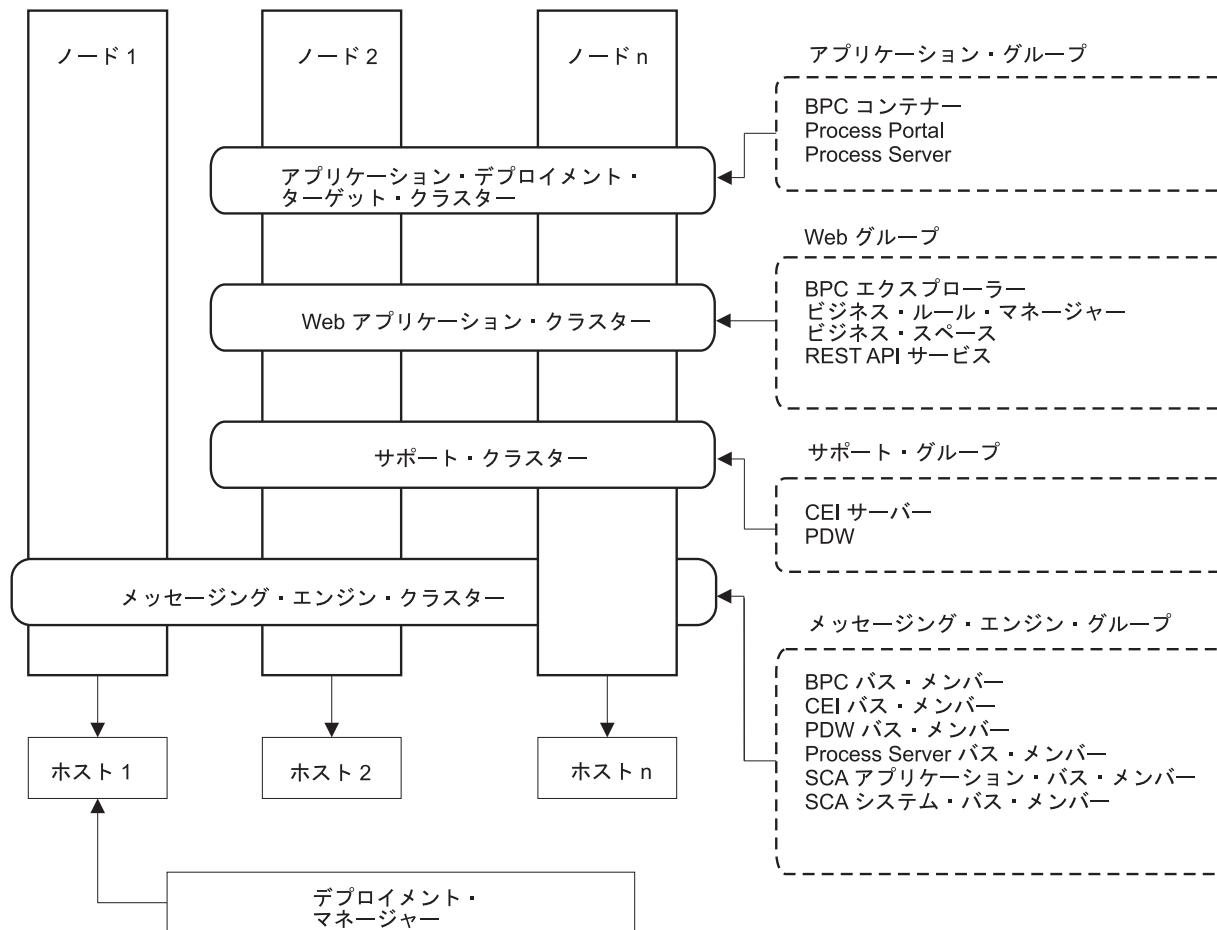 ノード 1
ノード 2
ノード n
アプリケーション・デプロイメント・
ターゲット・クラスター
Web アプリケーション・クラスター
サポート・クラスター
メッセージング・エンジン・クラスター
ホスト 1
ホスト 2
ホスト n
デプロイメント・
マネージャー
アプリケーション・グループ
BPC コンテナー
Process Portal
Process Server
Web グループ
BPC エクスプローラー
ビジネス・ルール・マネージャー
ビジネス・スペース
REST API サービス
サポート・グループ
CEI サーバー
PDW
メッセージング・エンジン・グループ
BPC バス・メンバー
CEI バス・メンバー
PDW バス・メンバー
Process Server バス・メンバー
SCA アプリケーション・バス・メンバー
SCA システム・バス・メンバー